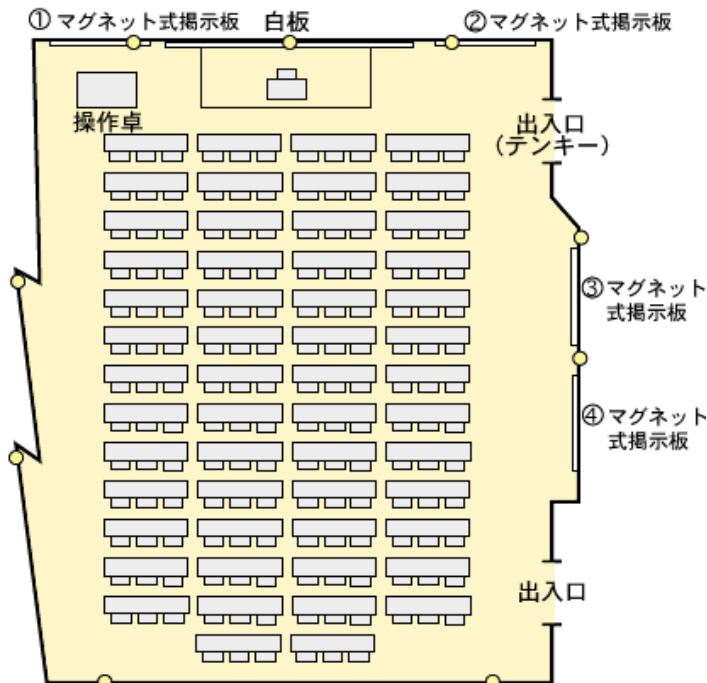 ① マグネット式掲示板
白板
②マグネット式掲示板
操作卓
出入口
（テンキー）
③マグネット
式掲示板
④マグネット
式掲示板
出入口